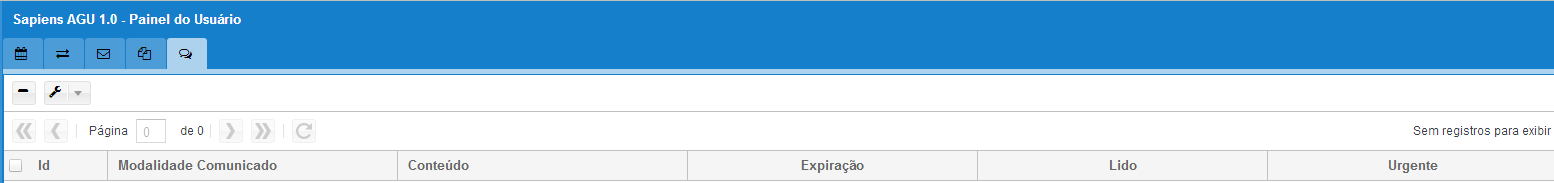 Sapiens AGU 1.0 - Painel do Usuário
Página 0 de 0 Sem registros para exibir
Id Modalidade Comunicado Conteúdo Expiração Lido Urgente